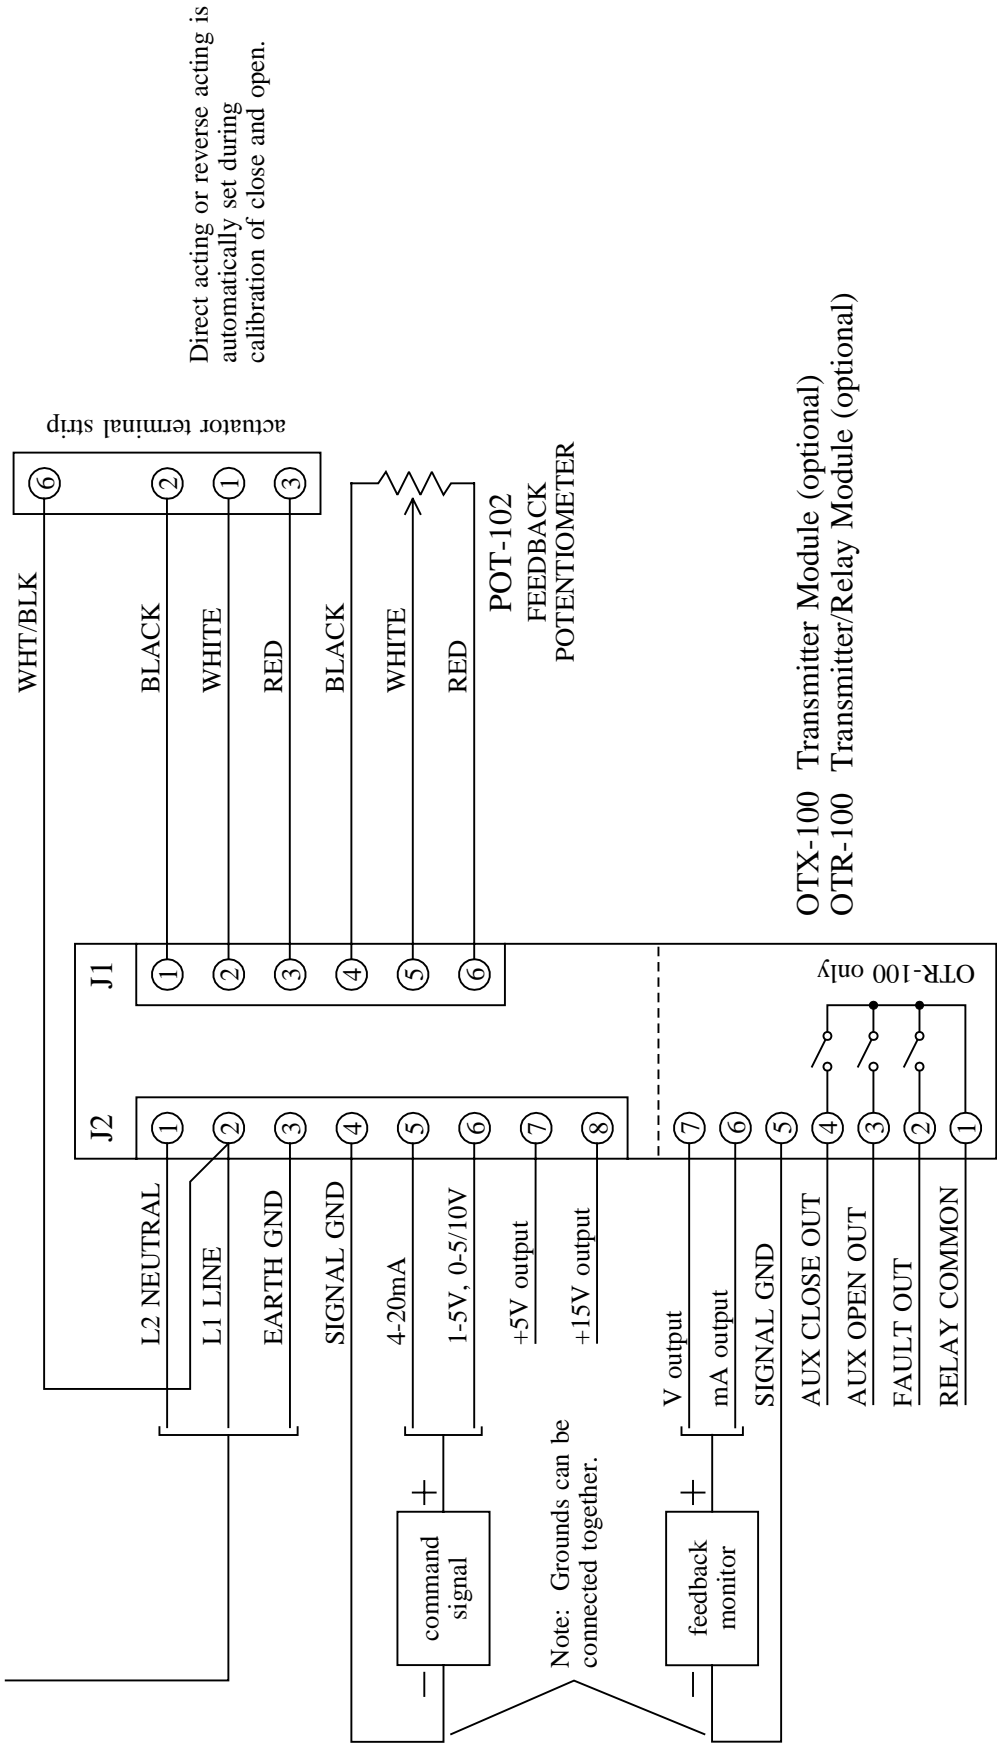 Direct acting or reverse acting is
automatically set during
calibration of close and open.
actuator terminal strip
6
2
1
3
WHT/BLK
BLACK
WHITE
RED
BLACK
WHITE
RED
POT-102
FEEDBACK
POTENTIOMETER
J1
1
2
3
4
5
6
J2
1
2
3
4
5
6
7
8
L2 NEUTRAL
L1 LINE
EARTH GND
SIGNAL GND
4-20mA
1-5V, 0-5/10V
+5V output
+15V output
7
6
5
4
3
2
1
OTR-100 only
V output
mA output
SIGNAL GND
AUX CLOSE OUT
AUX OPEN OUT
FAULT OUT
RELAY COMMON
OTX-100 Transmitter Module (optional)
OTR-100 Transmitter/Relay Module (optional)
− +
command
signal
Note: Grounds can be
connected together.
− +
feedback
monitor